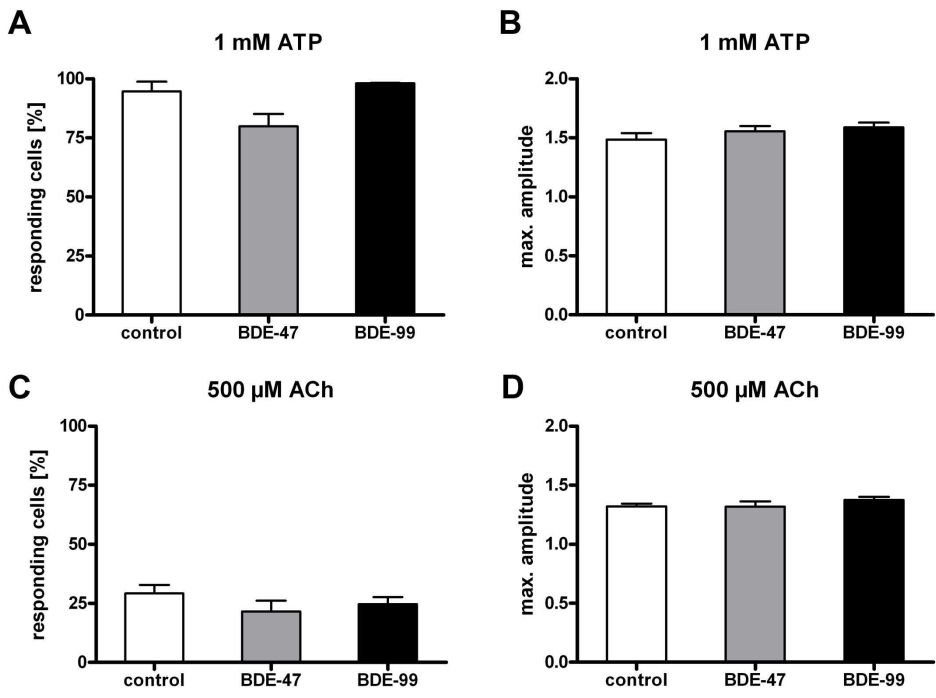 A
1 mM ATP
responding cells [%]
100
75
50
25
0
control BDE-47 BDE-99
B
1 mM ATP
max. amplitude
2.0
1.5
1.0
0.5
0.0
control BDE-47 BDE-99
C
500 µM ACh
responding cells [%]
100
75
50
25
0
control BDE-47 BDE-99
D
500 µM ACh
max. amplitude
2.0
1.5
1.0
0.5
0.0
control BDE-47 BDE-99